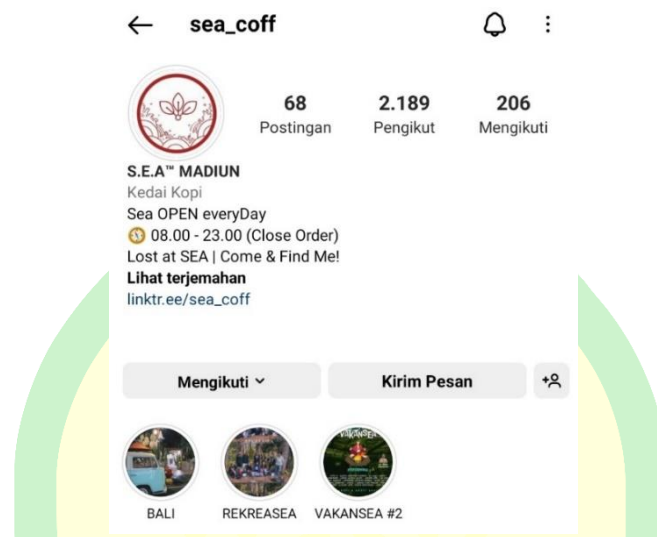 sea_coff
68 2.189 206
Postingan Pengikut Mengikuti
S.E.A™ MADIUN
Kedai Kopi
Sea OPEN everyDay
08.00 - 23.00 (Close Order)
Lost at SEA | Come & Find Me!
Lihat terjemahan
linktr.ee/sea_coff
Mengikuti Kirim Pesan
VAKANSEA
BALI REKREASEA VAKANSEA #2